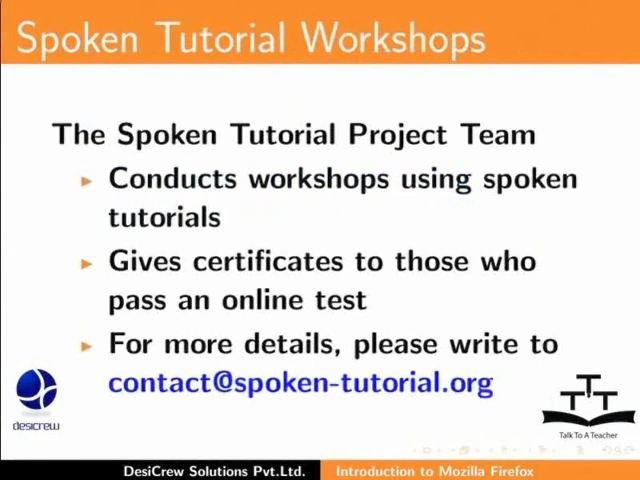 Spoken Tutorial Workshops
The Spoken Tutorial Project Team
Conducts workshops using spoken
tutorials
Gives certificates to those who
pass an online test
For more details, please write to
contact@spoken-tutorial.org
desicrew
TTT
Talk To A Teacher
DesiCrew Solutions Pvt.Ltd.
Introduction to Mozilla Firefox